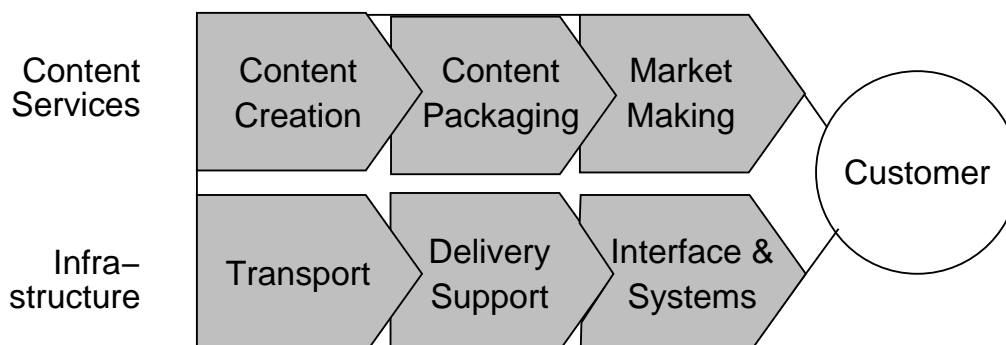 Content
Services
Content
Creation
Content
Packaging
Market
Making
Customer
Infra–
structure
Transport
Delivery
Support
Interface &
Systems